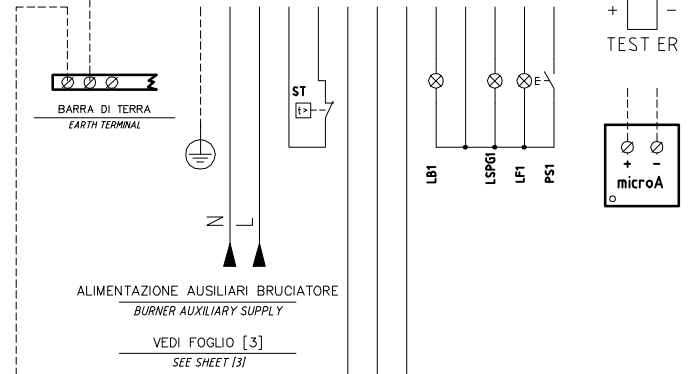 + -
TEST ER
ST
t>
E
BARRA DI TERRA
EARTH TERMINAL
LB1
LSPG1
LF1
PS1
+ -
microA
N L
ALIMENTAZIONE AUSILIARI BRUCIATORE
BURNER AUXILIARY SUPPLY
VEDI FOGLIO [3]
SEE SHEET [3]